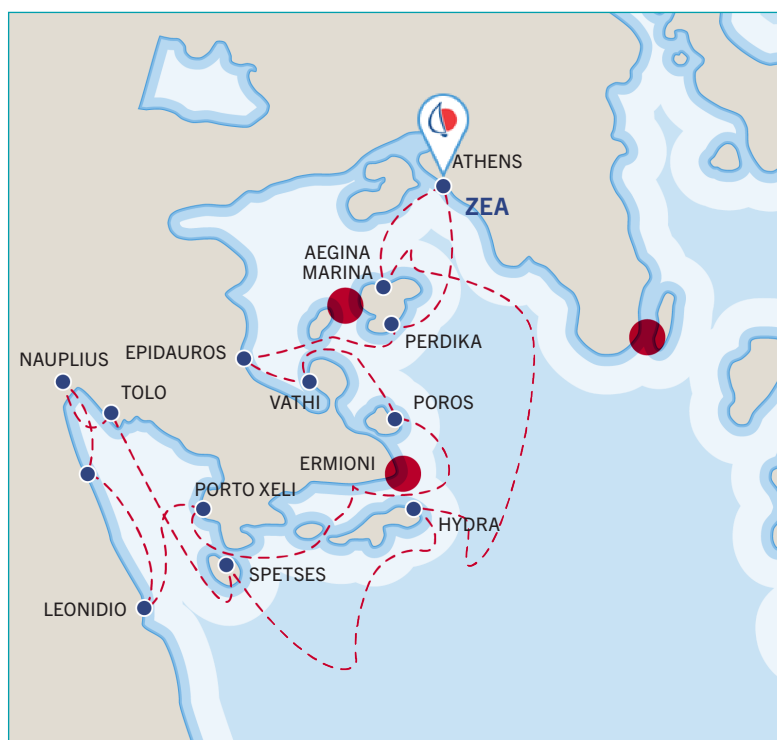 ATHENS
ZEA
AEGINA
MARINA
PERDIKA
EPIDAUROS
NAUPLIUS
TOLO
VATHI
POROS
ERMIONI
PORTO XELI
HYDRA
SPETSES
LEONIDIO